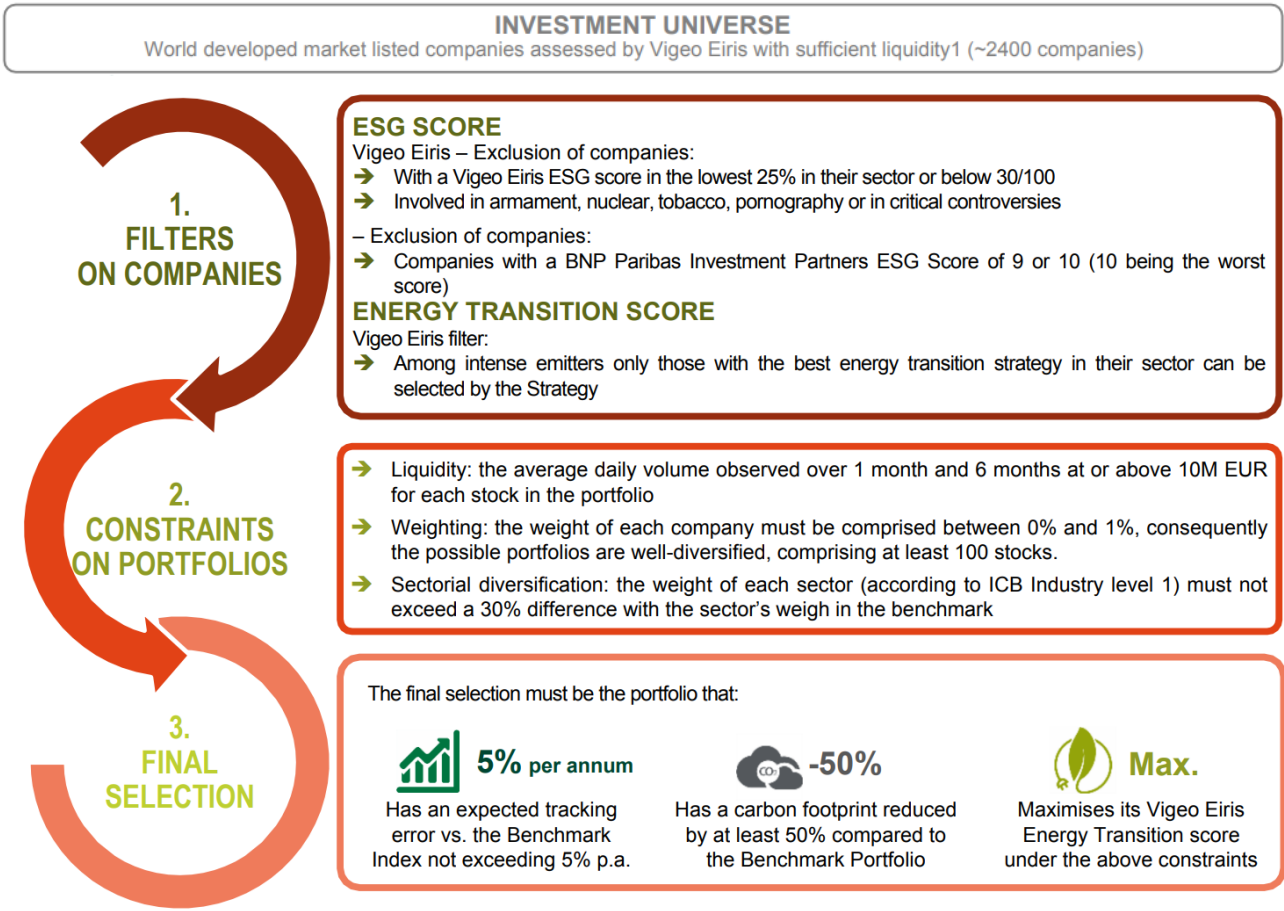 INVESTMENT UNIVERSE
World developed market listed companies assessed by Vigeo Eiris with sufficient liquidity1 (~2400 companies)
1.
FILTERS
ON COMPANIES
ESG SCORE
Vigeo Eiris – Exclusion of companies:
➔ With a Vigeo Eiris ESG score in the lowest 25% in their sector or below 30/100
➔ Involved in armament, nuclear, tobacco, pornography or in critical controversies
– Exclusion of companies:
➔ Companies with a BNP Paribas Investment Partners ESG Score of 9 or 10 (10 being the worst
score)
ENERGY TRANSITION SCORE
Vigeo Eiris filter:
➔ Among intense emitters only those with the best energy transition strategy in their sector can be
selected by the Strategy
2.
CONSTRAINTS
ON PORTFOLIOS
➔ Liquidity: the average daily volume observed over 1 month and 6 months at or above 10M EUR
for each stock in the portfolio
➔ Weighting: the weight of each company must be comprised between 0% and 1%, consequently
the possible portfolios are well-diversified, comprising at least 100 stocks.
➔ Sectorial diversification: the weight of each sector (according to ICB Industry level 1) must not
exceed a 30% difference with the sector's weigh in the benchmark
3.
FINAL
SELECTION
The final selection must be the portfolio that:
5% per annum
Has an expected tracking
error vs. the Benchmark
Index not exceeding 5% p.a.
CO2
-50%
Has a carbon footprint reduced
by at least 50% compared to
the Benchmark Portfolio
Max.
Maximises its Vigeo Eiris
Energy Transition score
under the above constraints